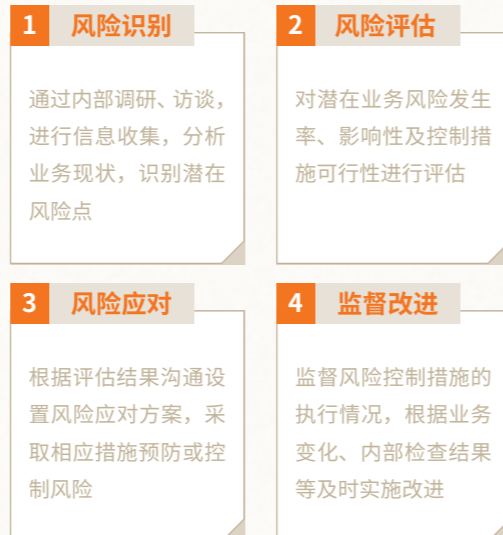 1 风险识别
通过内部调研、访谈，
进行信息收集，分析
业务现状，识别潜在
风险点
2 风险评估
对潜在业务风险发生
率、影响性及控制措
施可行性进行评估
3 风险应对
根据评估结果沟通设
置风险应对方案，采
取相应措施预防或控
制风险
4 监督改进
监督风险控制措施的
执行情况，根据业务
变化、内部检查结果
等及时实施改进